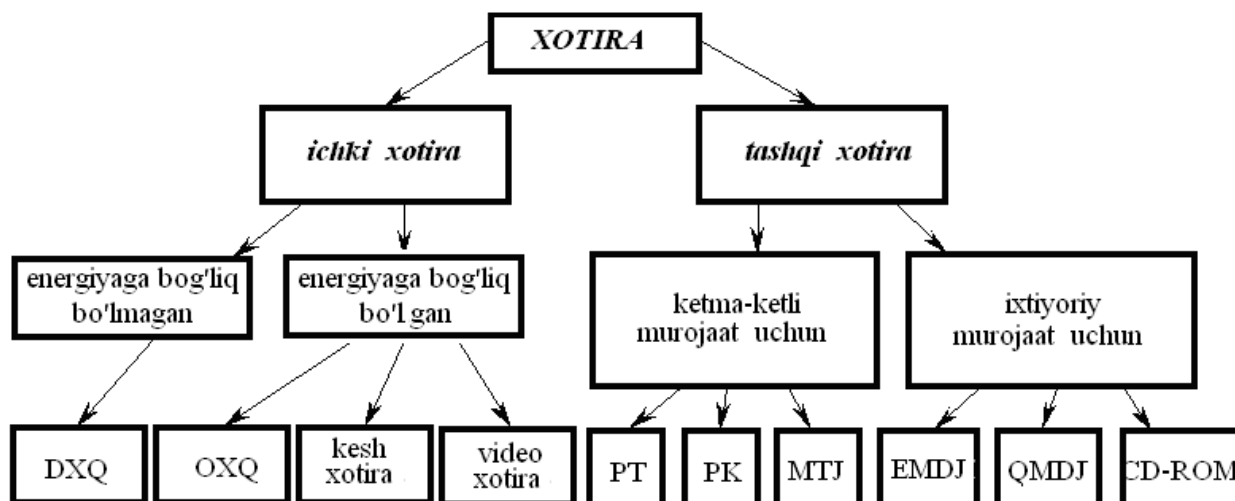 XOTIRA
ichki xotira
tashqi xotira
energiyaga bog'liq
bo'lmagan
energiyaga bog'liq
bo'lgan
ketma-ketli
murojaat uchun
ixtiyoriy
murojaat uchun
DXQ
OXQ
kesh
xotira
video
xotira
PT
PK
MTJ
EMDJ
QMDJ
CD-ROM